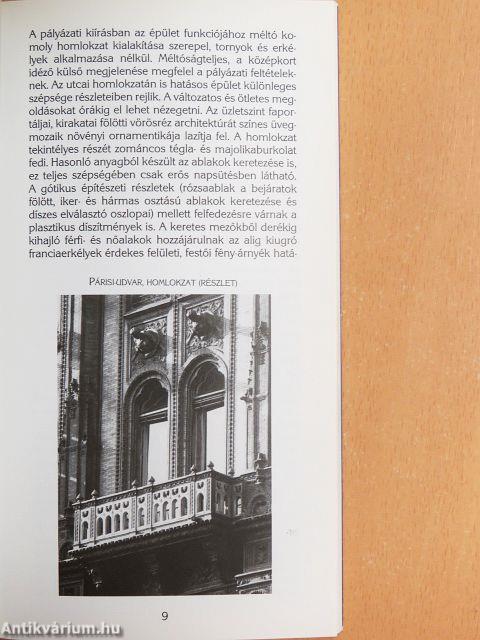 A pályázati kiírásban az épület funkciójához méltó ko-
moly homlokzat kialakítása szerepel, tornyok és erké-
lyek alkalmazása nélkül. Méltóságteljes, a középkort
idéző külső megjelenése megfelel a pályázati feltételek-
nek. Az utcai homlokzatán is hatásos épület különleges
szépsége részleteiben rejlik. A változatos és ötletes meg-
oldásokat órákig el lehet nézegetni. Az üzletszint fapor-
táljai, kirakatai fölötti vörösréz architektúrát színes üveg-
mozaik növényi ornamentikája lazítja fel. A homlokzat
tekintélyes részét zománcos tégla- és majolikaburkolat
fedi. Hasonló anyagból készült az ablakok keretezése is,
ez teljes szépségében csak erős napsütésben látható.
A gótikus építészeti részletek (rózsaablak a bejáratok
fölött, iker- és hármas osztású ablakok keretezése és
díszes elválasztó oszlopai) mellett felfedezésre várnak a
plasztikus díszítmények is. A keretes mezőkből derékig
kihajló férfi- és nőalakok hozzájárulnak az alig kiugró
franciaerkélyek érdekes felületi, festői fény-árnyék hatá-
PÁRISI-UDVAR, HOMLOKZAT (RÉSZLET)
9
Antikvárium.hu